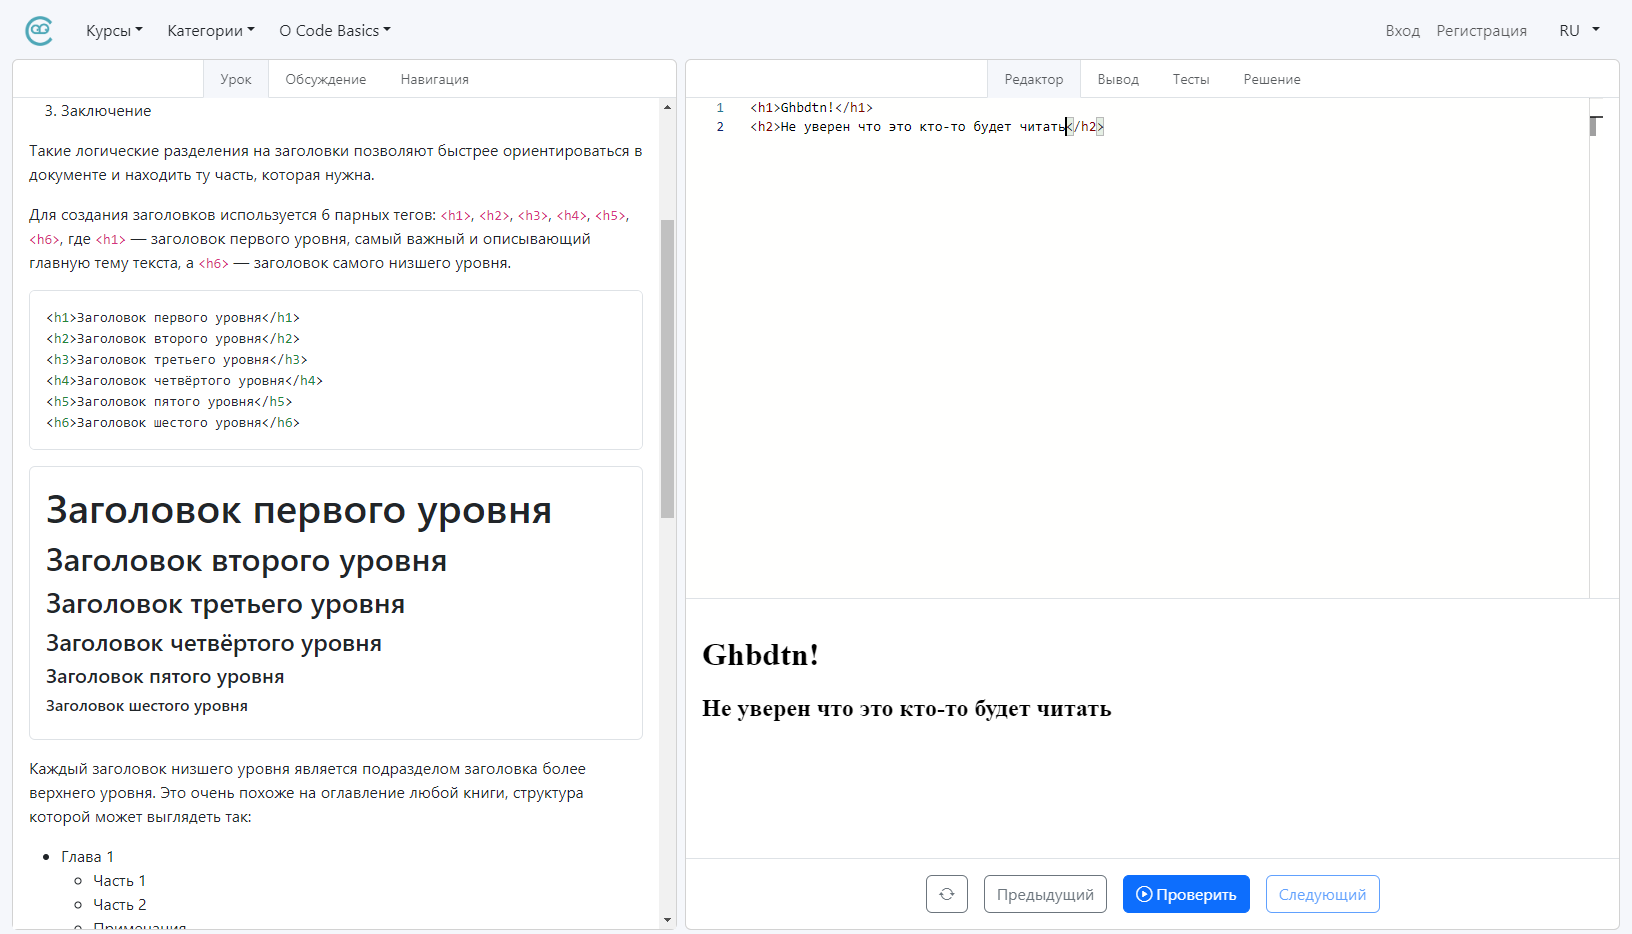 Курсы Категории О Code Basics Вход Регистрация RU
Урок Обсуждение Навигация
3. Заключение
Такие логические разделения на заголовки позволяют быстрее ориентироваться в
документе и находить ту часть, которая нужна.
Для создания заголовков используется 6 парных тегов: <h1>, <h2>, <h3>, <h4>, <h5>,
<h6>, где <h1> — заголовок первого уровня, самый важный и описывающий
главную тему текста, а <h6> — заголовок самого низшего уровня.
<h1>Заголовок первого уровня</h1>
<h2>Заголовок второго уровня</h2>
<h3>Заголовок третьего уровня</h3>
<h4>Заголовок четвёртого уровня</h4>
<h5>Заголовок пятого уровня</h5>
<h6>Заголовок шестого уровня</h6>
Заголовок первого уровня
Заголовок второго уровня
Заголовок третьего уровня
Заголовок четвёртого уровня
Заголовок пятого уровня
Заголовок шестого уровня
Каждый заголовок низшего уровня является подразделом заголовка более
верхнего уровня. Это очень похоже на оглавление любой книги, структура
которой может выглядеть так:
Глава 1
Часть 1
Часть 2
Примечания
Редактор Вывод Тесты Решение
1 <h1>Ghbdtn!</h1>
2 <h2>Не уверен что это кто-то будет читать</h2>
Ghbdtn!
Не уверен что это кто-то будет читать
Предыдущий Проверить Следующий